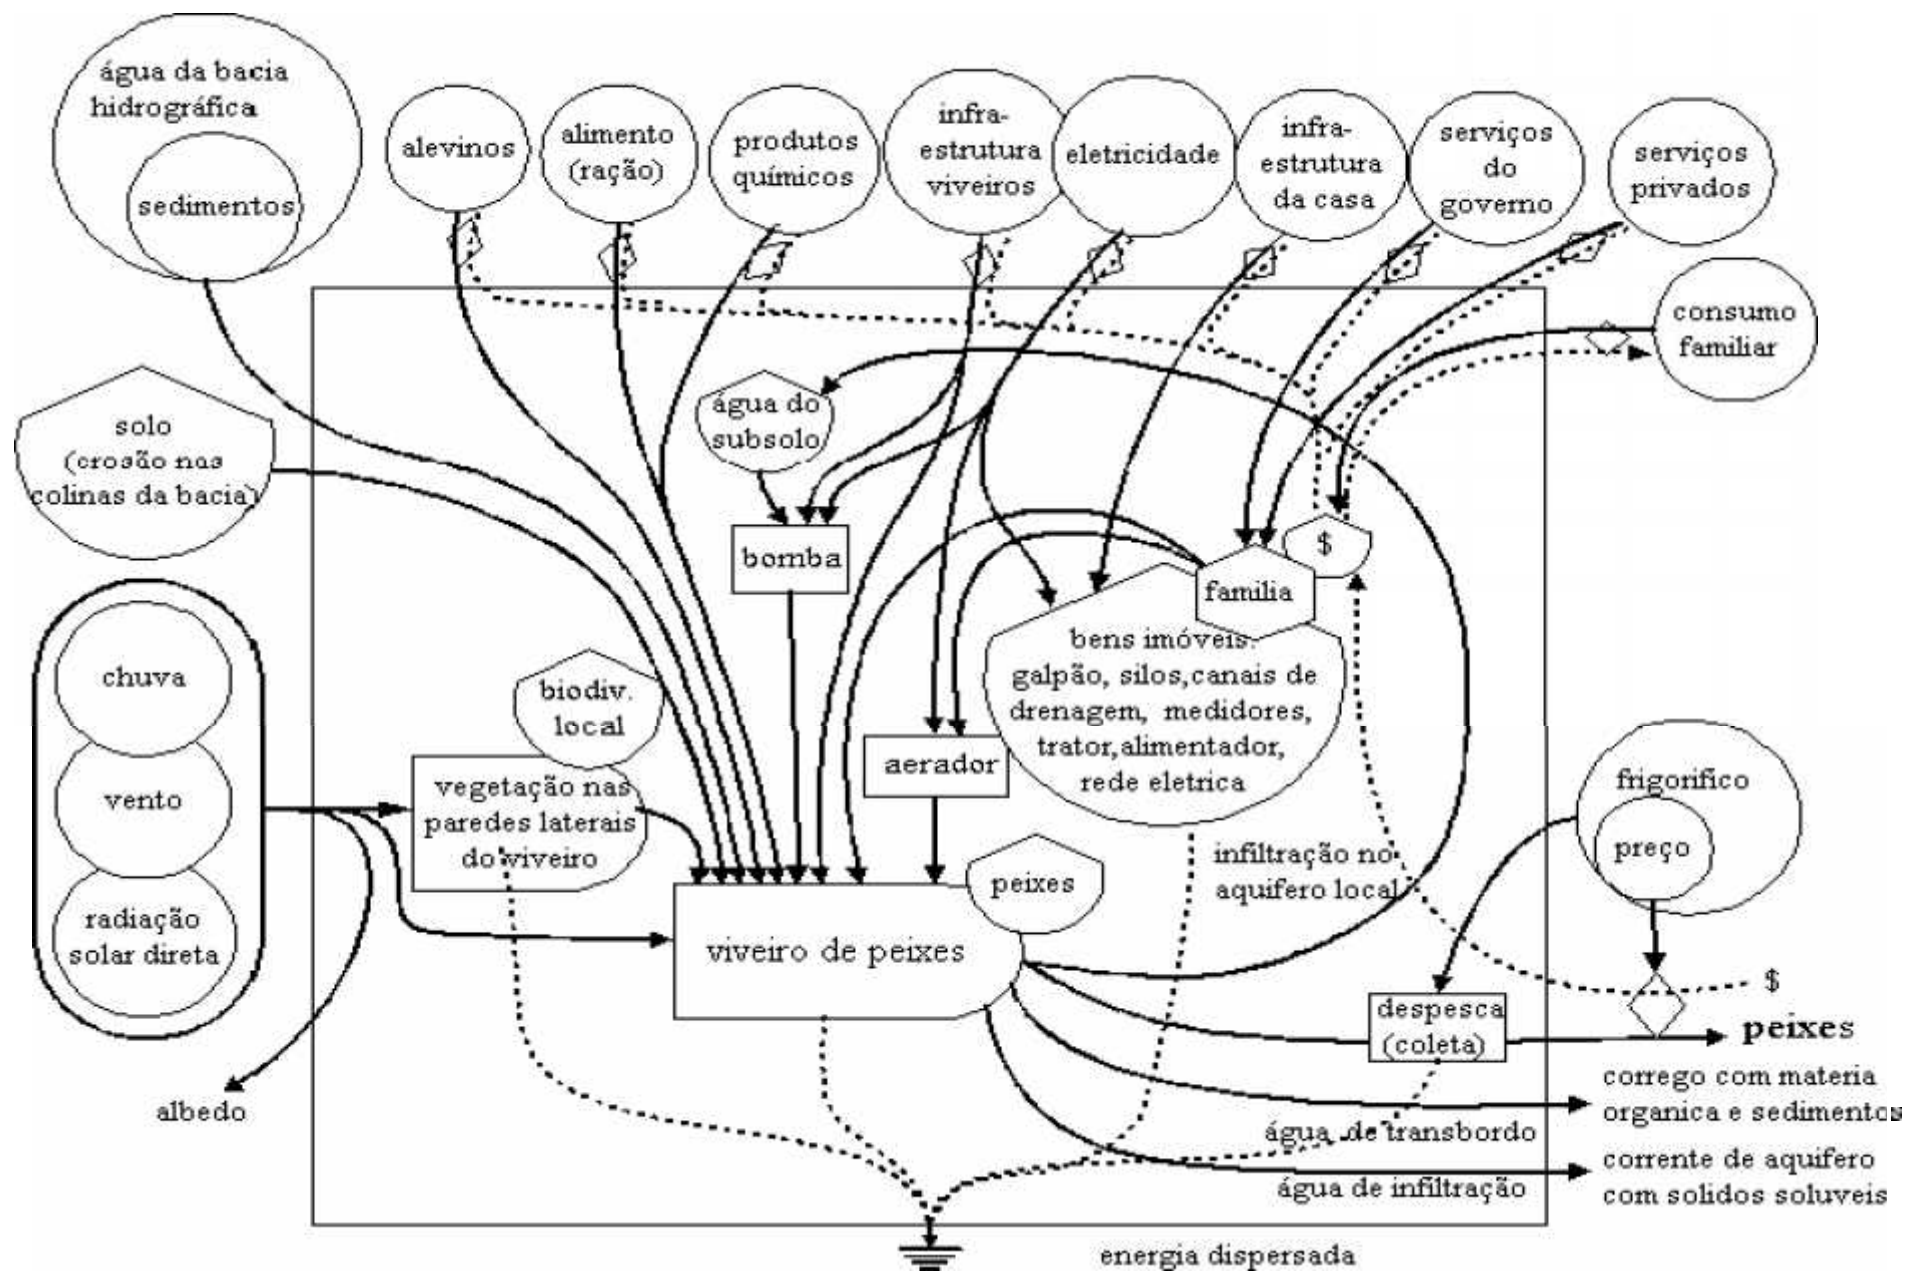 água da bacia
hidrográfica
sedimentos
alevinos
alimento
(ração)
produtos
químicos
infra-
estrutura
viveiros
eletricidade
infra-
estrutura
da casa
serviços
do
governo
serviços
privados
consumo
familiar
solo
(erosão nas
colinas da bacia)
água do
subsolo
bomba
familia
$
chuva
vento
radiação
solar direta
biodiv.
local
vegetação nas
paredes laterais
do viveiro
aerador
bens imóveis:
galpão, silos,canais de
drenagem, medidores,
trator,alimentador,
rede eletrica
frigorifico
preço
infiltração no
aquifero local
peixes
viveiro de peixes
despesca
(coleta)
$
peixes
albedo
corrego com materia
organica e sedimentos
água de transbordo
corrente de aquifero
com solidos soluveis
água de infiltração
energia dispersada